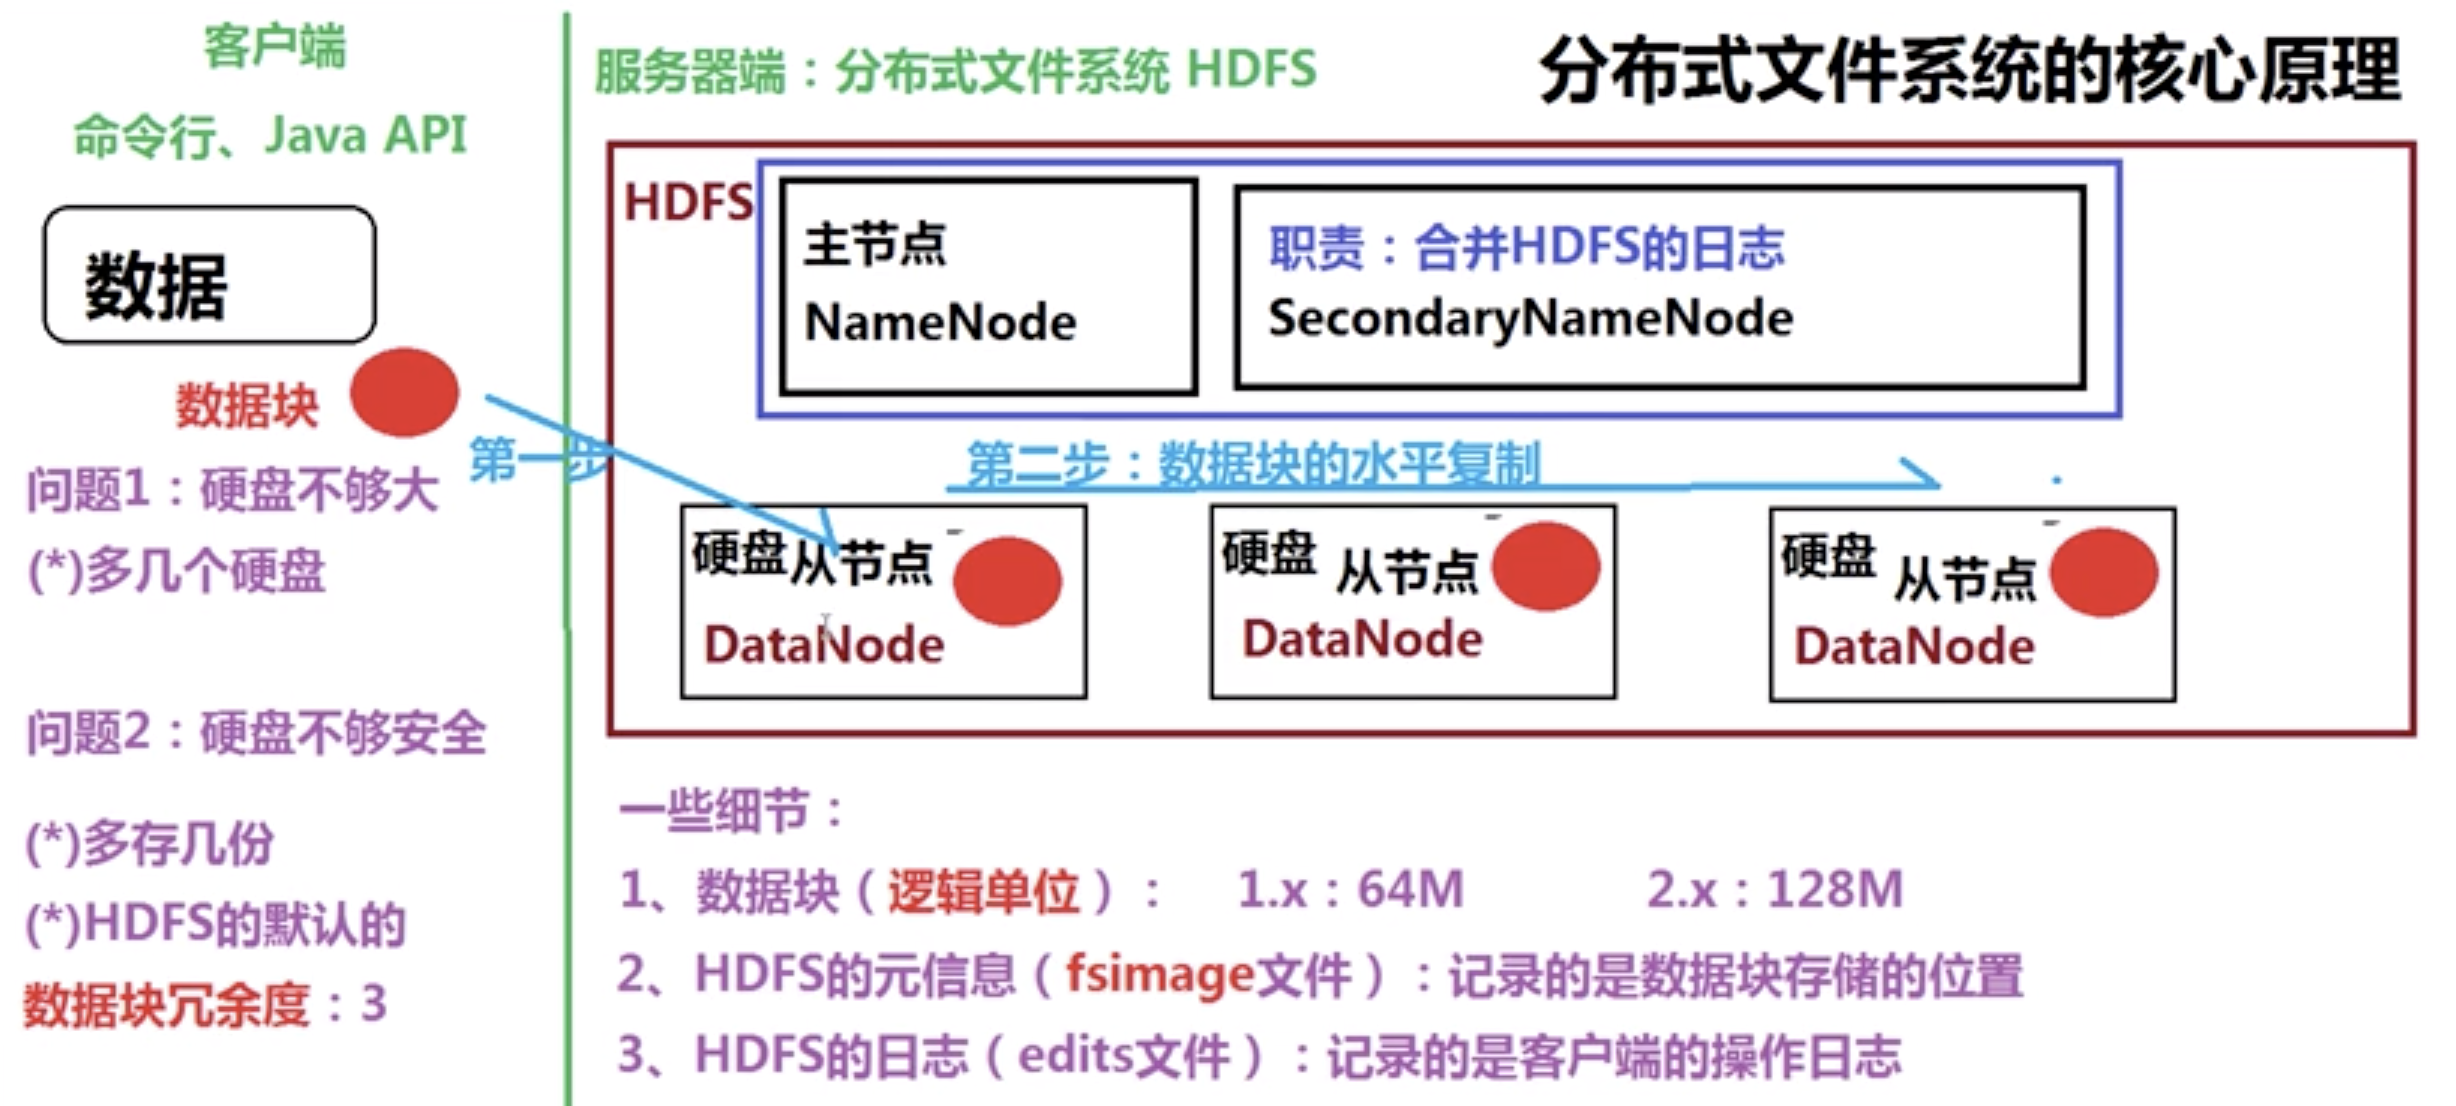 客户端
命令行、Java API
数据
数据块
问题1：硬盘不够大
(*)多几个硬盘
问题2：硬盘不够安全
(*)多存几份
(*)HDFS的默认的
数据块冗余度：3
服务器端：分布式文件系统 HDFS
分布式文件系统的核心原理
HDFS
主节点
NameNode
职责：合并HDFS的日志
SecondaryNameNode
第一步
第二步：数据块的水平复制
硬盘 从节点
DataNode
硬盘 从节点
DataNode
硬盘 从节点
DataNode
一些细节：
1、数据块（逻辑单位）： 1.x：64M 2.x：128M
2、HDFS的元信息（fsimage文件）：记录的是数据块存储的位置
3、HDFS的日志（edits文件）：记录的是客户端的操作日志